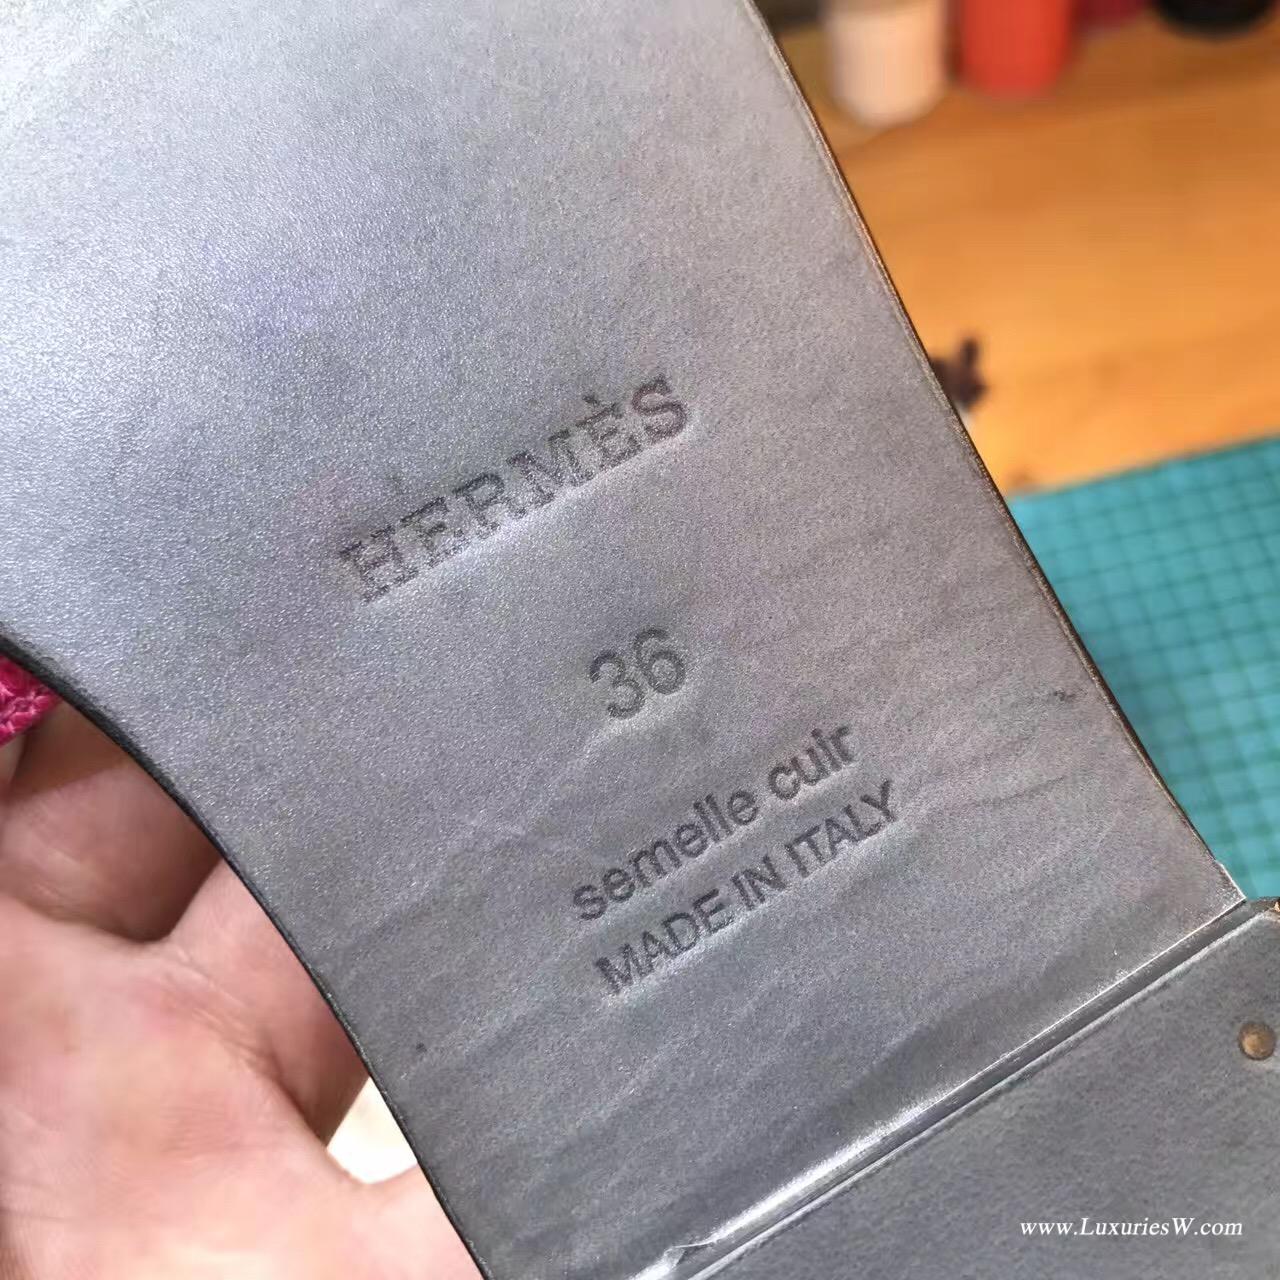 HERMÈS
36
semelle cuir
MADE IN ITALY
www.LuxuriesW.com